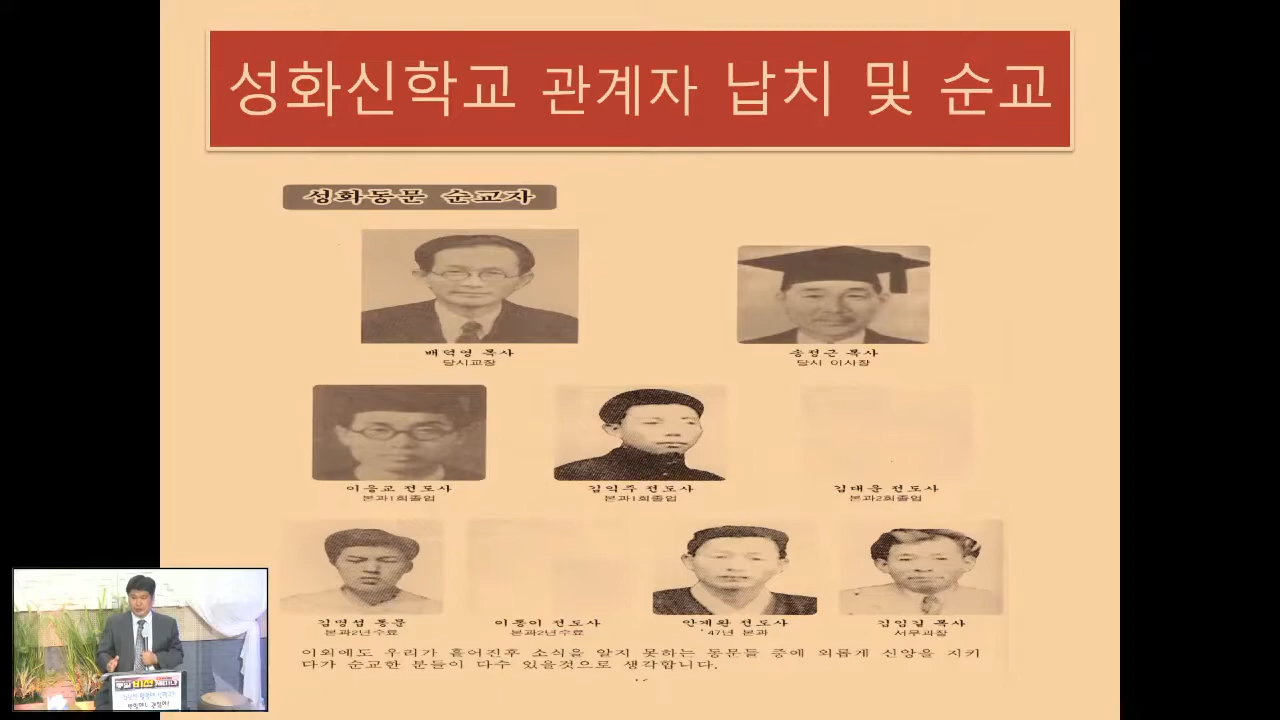 성화신학교 관계자 납치 및 순교
성화동문 순교자
배덕영 목사
당시교장
송정근 목사
당시 이사장
이응교 전도사
본과1회졸업
김익주 전도사
본과1회졸업
김대운 전도사
본과2회졸업
김명섭 동문
본과2년수료
이통이 전도사
본과2년수료
안계완 전도사
'47년 본과
김임길 목사
서무과장
이외에도 우리가 흩어진후 소식을 알지 못하는 동문들 중에 외롭게 신앙을 지키
다가 순교한 분들이 다수 있을것으로 생각합니다.
비전